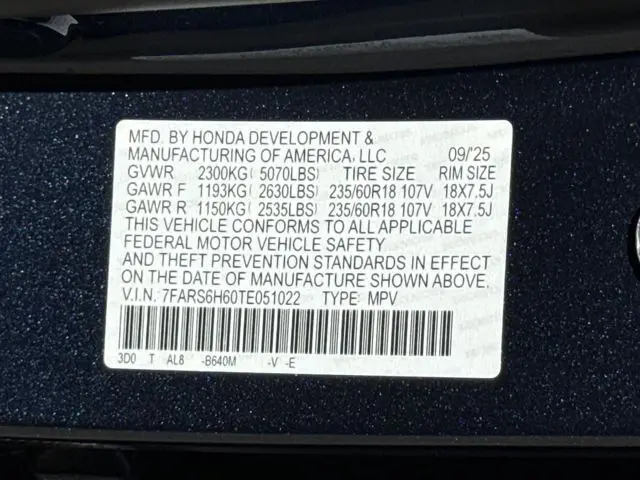 MFD. BY HONDA DEVELOPMENT &
MANUFACTURING OF AMERICA, LLC 09/'25
GVWR 2300KG( 5070LBS) TIRE SIZE RIM SIZE
GAWR F 1193KG( 2630LBS) 235/60R18 107V 18X7.5J
GAWR R 1150KG( 2535LBS) 235/60R18 107V 18X7.5J
THIS VEHICLE CONFORMS TO ALL APPLICABLE
FEDERAL MOTOR VEHICLE SAFETY
AND THEFT PREVENTION STANDARDS IN EFFECT
ON THE DATE OF MANUFACTURE SHOWN ABOVE.
V.I.N. 7FARS6H60TE051022 TYPE: MPV
3D0 T AL6 -B640M -V -E